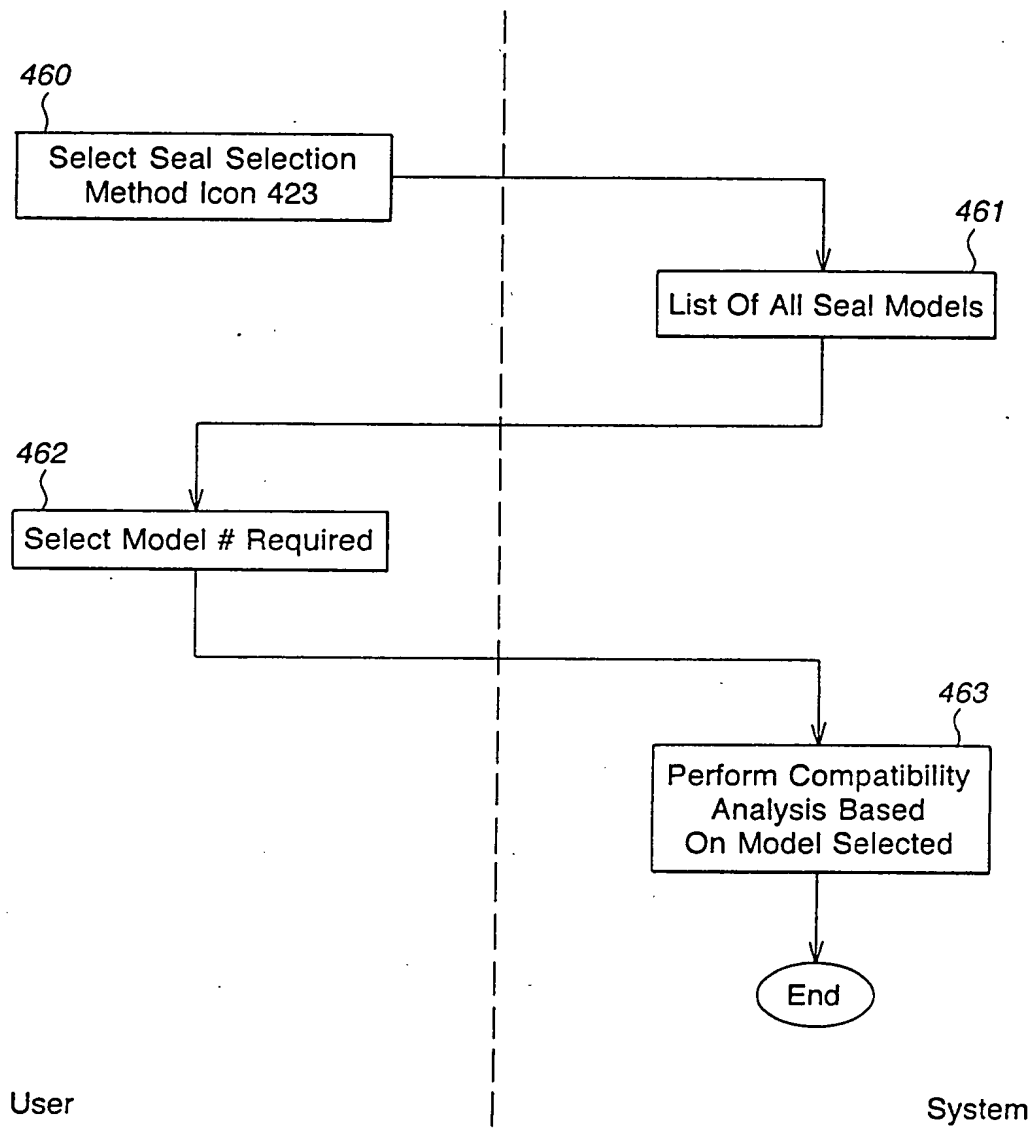 460
Select Seal Selection
Method Icon 423
461
List Of All Seal Models
462
Select Model # Required
463
Perform Compatibility
Analysis Based
On Model Selected
End
User
System